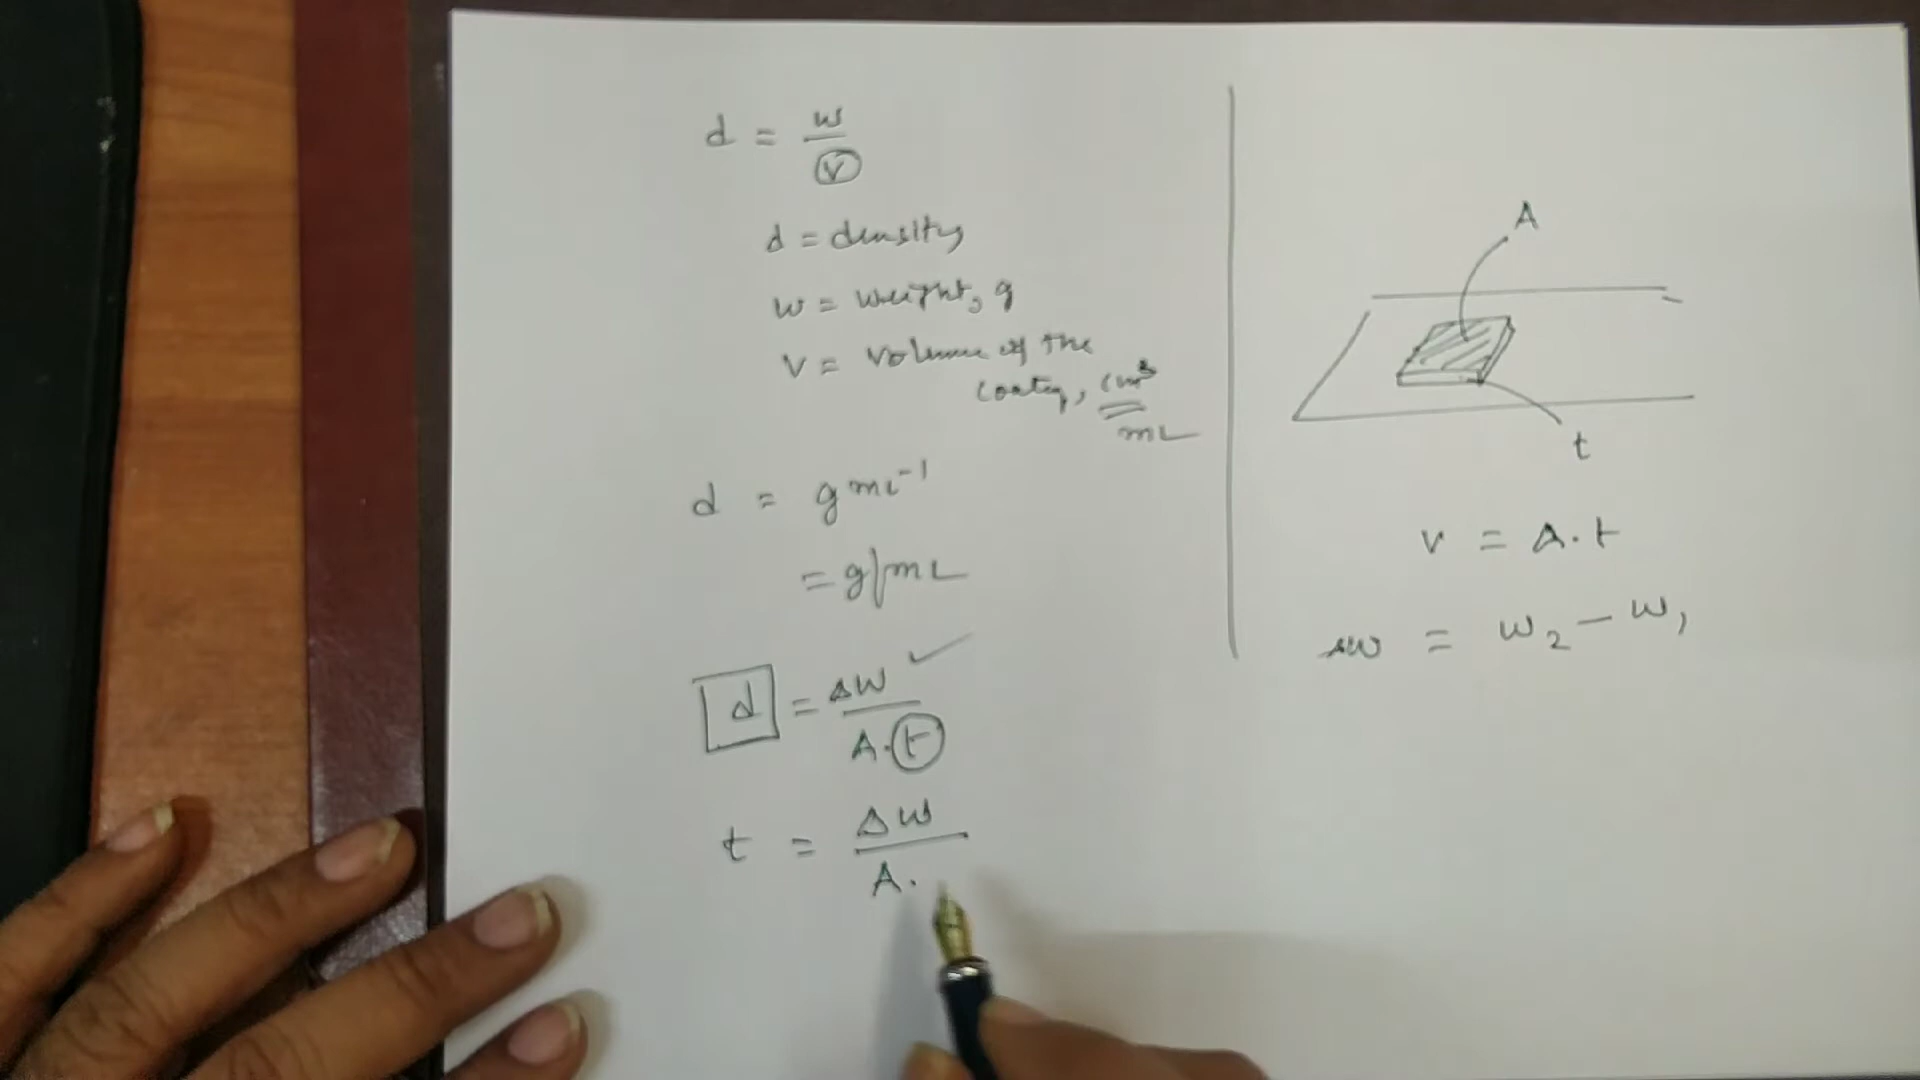 d = w/v
d = density
w = weight, g
v = volume of the
coating, cm³
mL
d = g mL⁻¹
= g/mL
d = ΔW/A.t
t = ΔW/A.
A
t
v = A.t
ΔW = W₂ - W₁